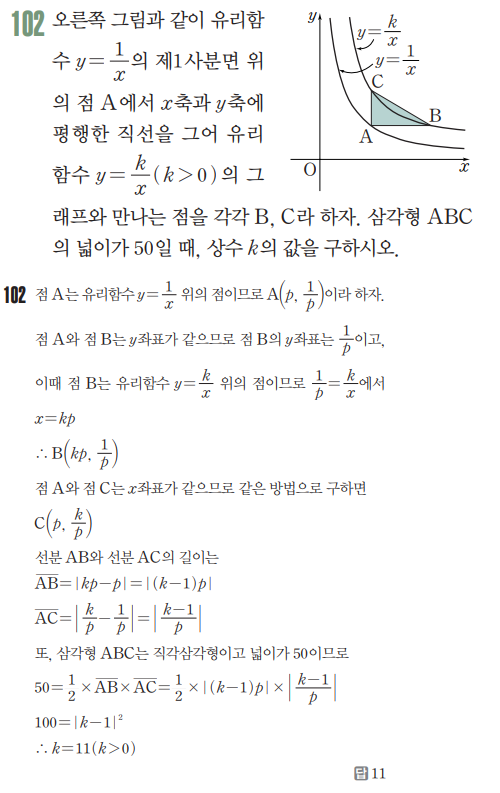 102 오른쪽 그림과 같이 유리함
수 y=1/x의 제1사분면 위
의 점 A에서 x축과 y축에
평행한 직선을 그어 유리
함수 y=k/x(k>0)의 그
래프와 만나는 점을 각각 B, C라 하자. 삼각형 ABC
의 넓이가 50일 때, 상수 k의 값을 구하시오.
y
y=k/x
y=1/x
C
B
A
O
x
102 점 A는 유리함수 y=1/x 위의 점이므로 A(p, 1/p)이라 하자.
점 A와 점 B는 y좌표가 같으므로 점 B의 y좌표는 1/p이고,
이때 점 B는 유리함수 y=k/x 위의 점이므로 1/p=k/x에서
x=kp
∴ B(kp, 1/p)
점 A와 점 C는 x좌표가 같으므로 같은 방법으로 구하면
C(p, k/p)
선분 AB와 선분 AC의 길이는
AB=|kp-p|=|(k-1)p|
AC=|k/p-1/p|=|(k-1)/p|
또, 삼각형 ABC는 직각삼각형이고 넓이가 50이므로
50=1/2×AB×AC=1/2×|(k-1)p|×|(k-1)/p|
100=|k-1|²
∴ k=11(k>0)
답 11